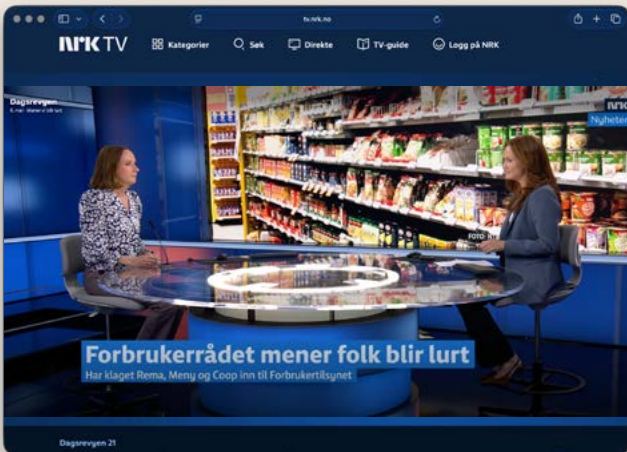 tv.nrk.no
NRK TV
Kategorier
Søk
Direkte
TV-guide
Logg på NRK
Dagsrevyen
NRK
Nyheter
Forbrukerrådet mener folk blir lurt
Har klaget Rema, Meny og Coop inn til Forbrukertilsynet
Dagsrevyen 21